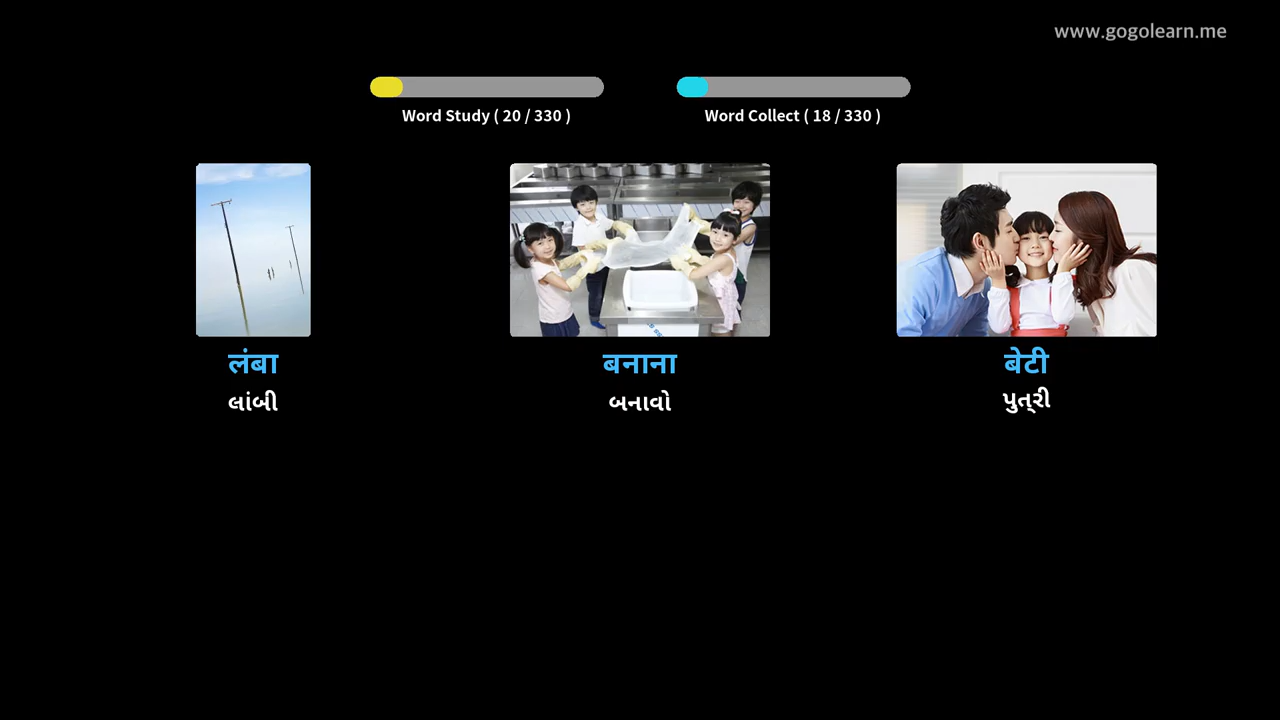 www.gogolearn.me
Word Study ( 20 / 330 )
Word Collect ( 18 / 330 )
लंबा
बनाना
बेटी
લાંબી
બનાવો
પુત્રી